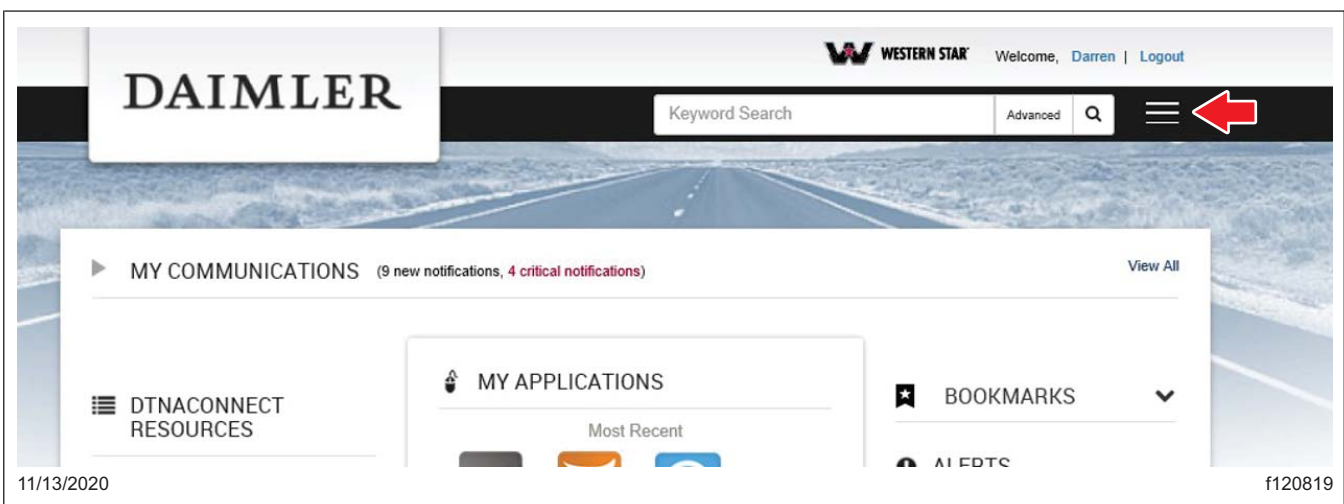 WESTERN STAR Welcome, Darren | Logout
DAIMLER
Keyword Search Advanced
MY COMMUNICATIONS (9 new notifications, 4 critical notifications) View All
MY APPLICATIONS
BOOKMARKS
DTNACONNECT
RESOURCES
Most Recent
ALERTS
11/13/2020 f120819